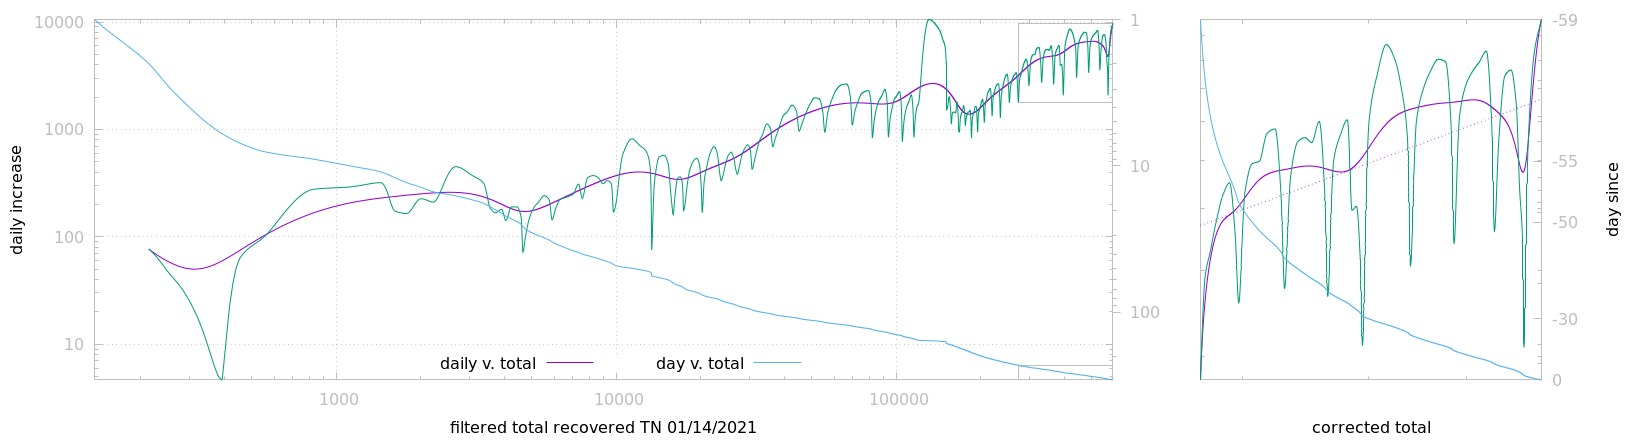 10000
1000
100
10
daily increase
1
10
100
daily v. total
day v. total
1000
10000
100000
filtered total recovered TN 01/14/2021
-59
-55
-50
-30
0
day since
corrected total